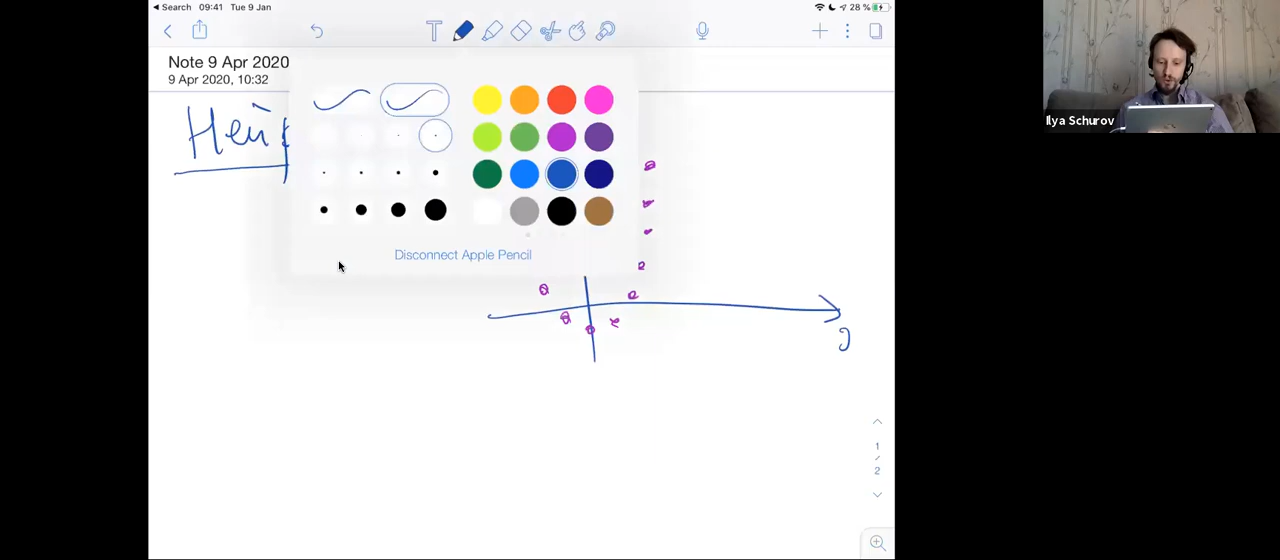 Search 09:41 Tue 9 Jan 28 %
T
Note 9 Apr 2020
9 Apr 2020, 10:32
Ilya Schurov
Disconnect Apple Pencil
1
/
2